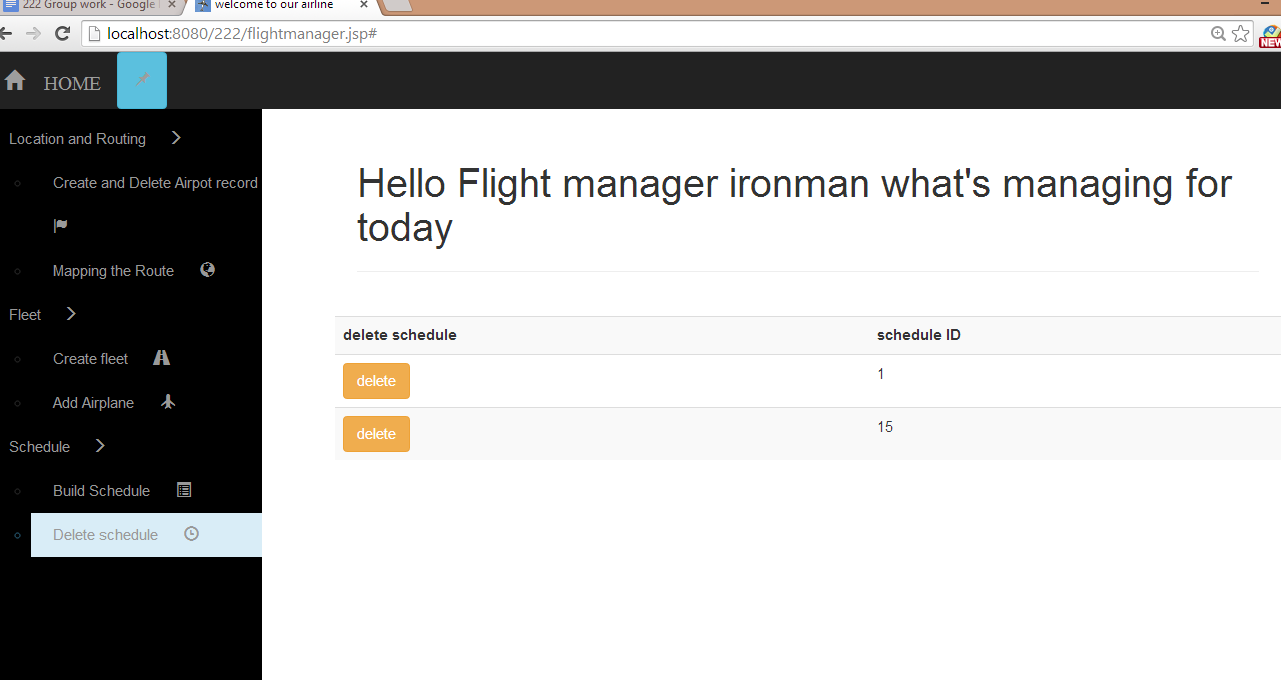 222 Group work - Google
welcome to our airline
localhost:8080/222/flightmanager.jsp#
NEW
HOME
Location and Routing
Create and Delete Airpot record
Mapping the Route
Fleet
Create fleet
Add Airplane
Schedule
Build Schedule
Delete schedule
Hello Flight manager ironman what's managing for
today
delete schedule schedule ID
delete 1
delete 15